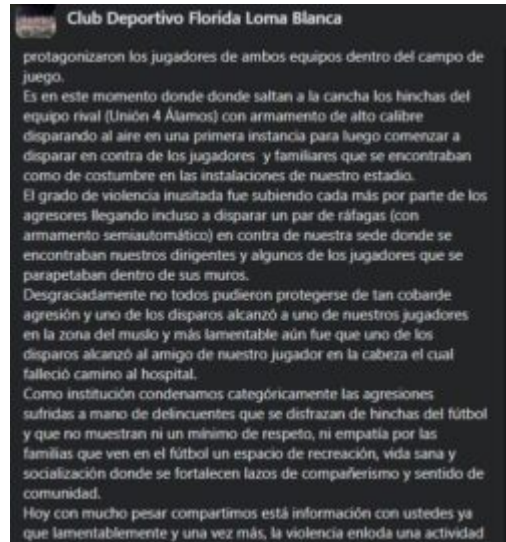 Club Deportivo Florida Loma Blanca
protagonizaron los jugadores de ambos equipos dentro del campo de
juego.
Es en este momento donde donde saltan a la cancha los hinchas del
equipo rival (Unión 4 Álamos) con armamento de alto calibre
disparando al aire en una primera instancia para luego comenzar a
disparar en contra de los jugadores y familiares que se encontraban
como de costumbre en las instalaciones de nuestro estadio.
El grado de violencia inusitada fue subiendo cada más por parte de los
agresores llegando incluso a disparar un par de ráfagas (con
armamento semiautomático) en contra de nuestra sede donde se
encontraban nuestros dirigentes y algunos de los jugadores que se
parapetaban dentro de sus muros.
Desgraciadamente no todos pudieron protegerse de tan cobarde
agresión y uno de los disparos alcanzó a uno de nuestros jugadores
en la zona del muslo y más lamentable aún fue que uno de los
disparos alcanzó al amigo de nuestro jugador en la cabeza el cual
falleció camino al hospital.
Como institución condenamos categóricamente las agresiones
sufridas a mano de delincuentes que se disfrazan de hinchas del fútbol
y que no muestran ni un mínimo de respeto, ni empatía por las
familias que ven en el fútbol un espacio de recreación, vida sana y
socialización donde se fortalecen lazos de compañerismo y sentido de
comunidad.
Hoy con mucho pesar compartimos está información con ustedes ya
que lamentablemente y una vez más, la violencia enloda una actividad